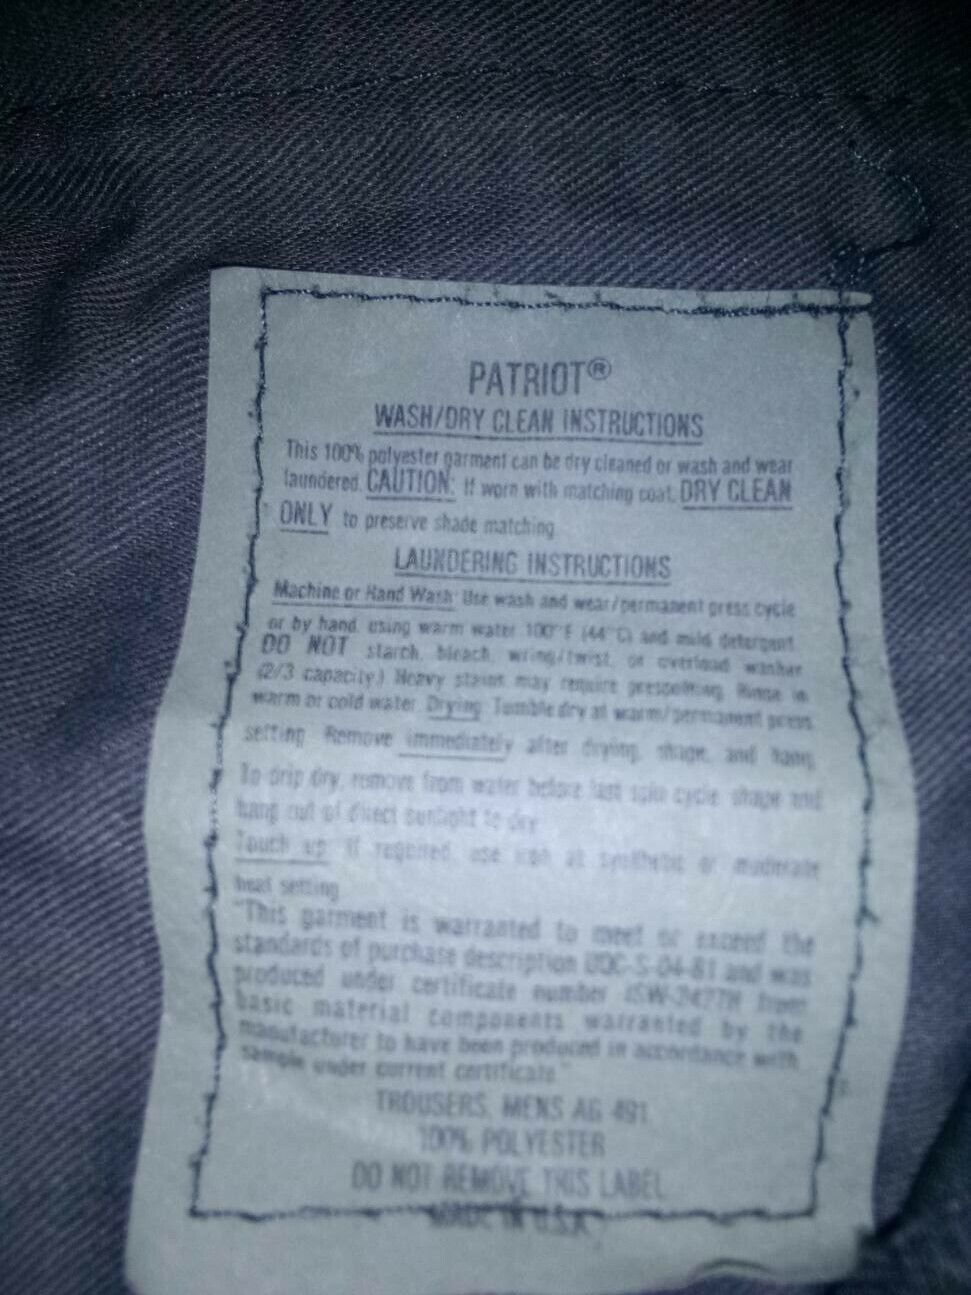 PATRIOT®
WASH/DRY CLEAN INSTRUCTIONS
This 100% polyester garment can be dry cleaned or wash and wear
laundered. CAUTION: If worn with matching coat, DRY CLEAN
ONLY to preserve shade matching
LAUNDERING INSTRUCTIONS
Machine or Hand Wash: Use wash and wear/permanent press cycle
or by hand, using warm water 100°F (44°C) and mild detergent.
DO NOT starch, bleach, wring/twist, or overload washer
(2/3 capacity.) Heavy stains may require prespotting. Rinse in
warm or cold water. Drying: Tumble dry at warm/permanent press
setting. Remove immediately after drying, shape, and hang.
To drip dry, remove from water before last spin cycle, shape and
hang out of direct sunlight to dry.
Touch up: If required, use iron at synthetic or moderate
heat setting.
"This garment is warranted to meet or exceed the
standards of purchase description and was
produced under certificate number from
basic material components warranted by the
manufacturer to have been produced in accordance with
sample under current certificate"
TROUSERS, MENS AG 491
100% POLYESTER
DO NOT REMOVE THIS LABEL
MADE IN U.S.A.